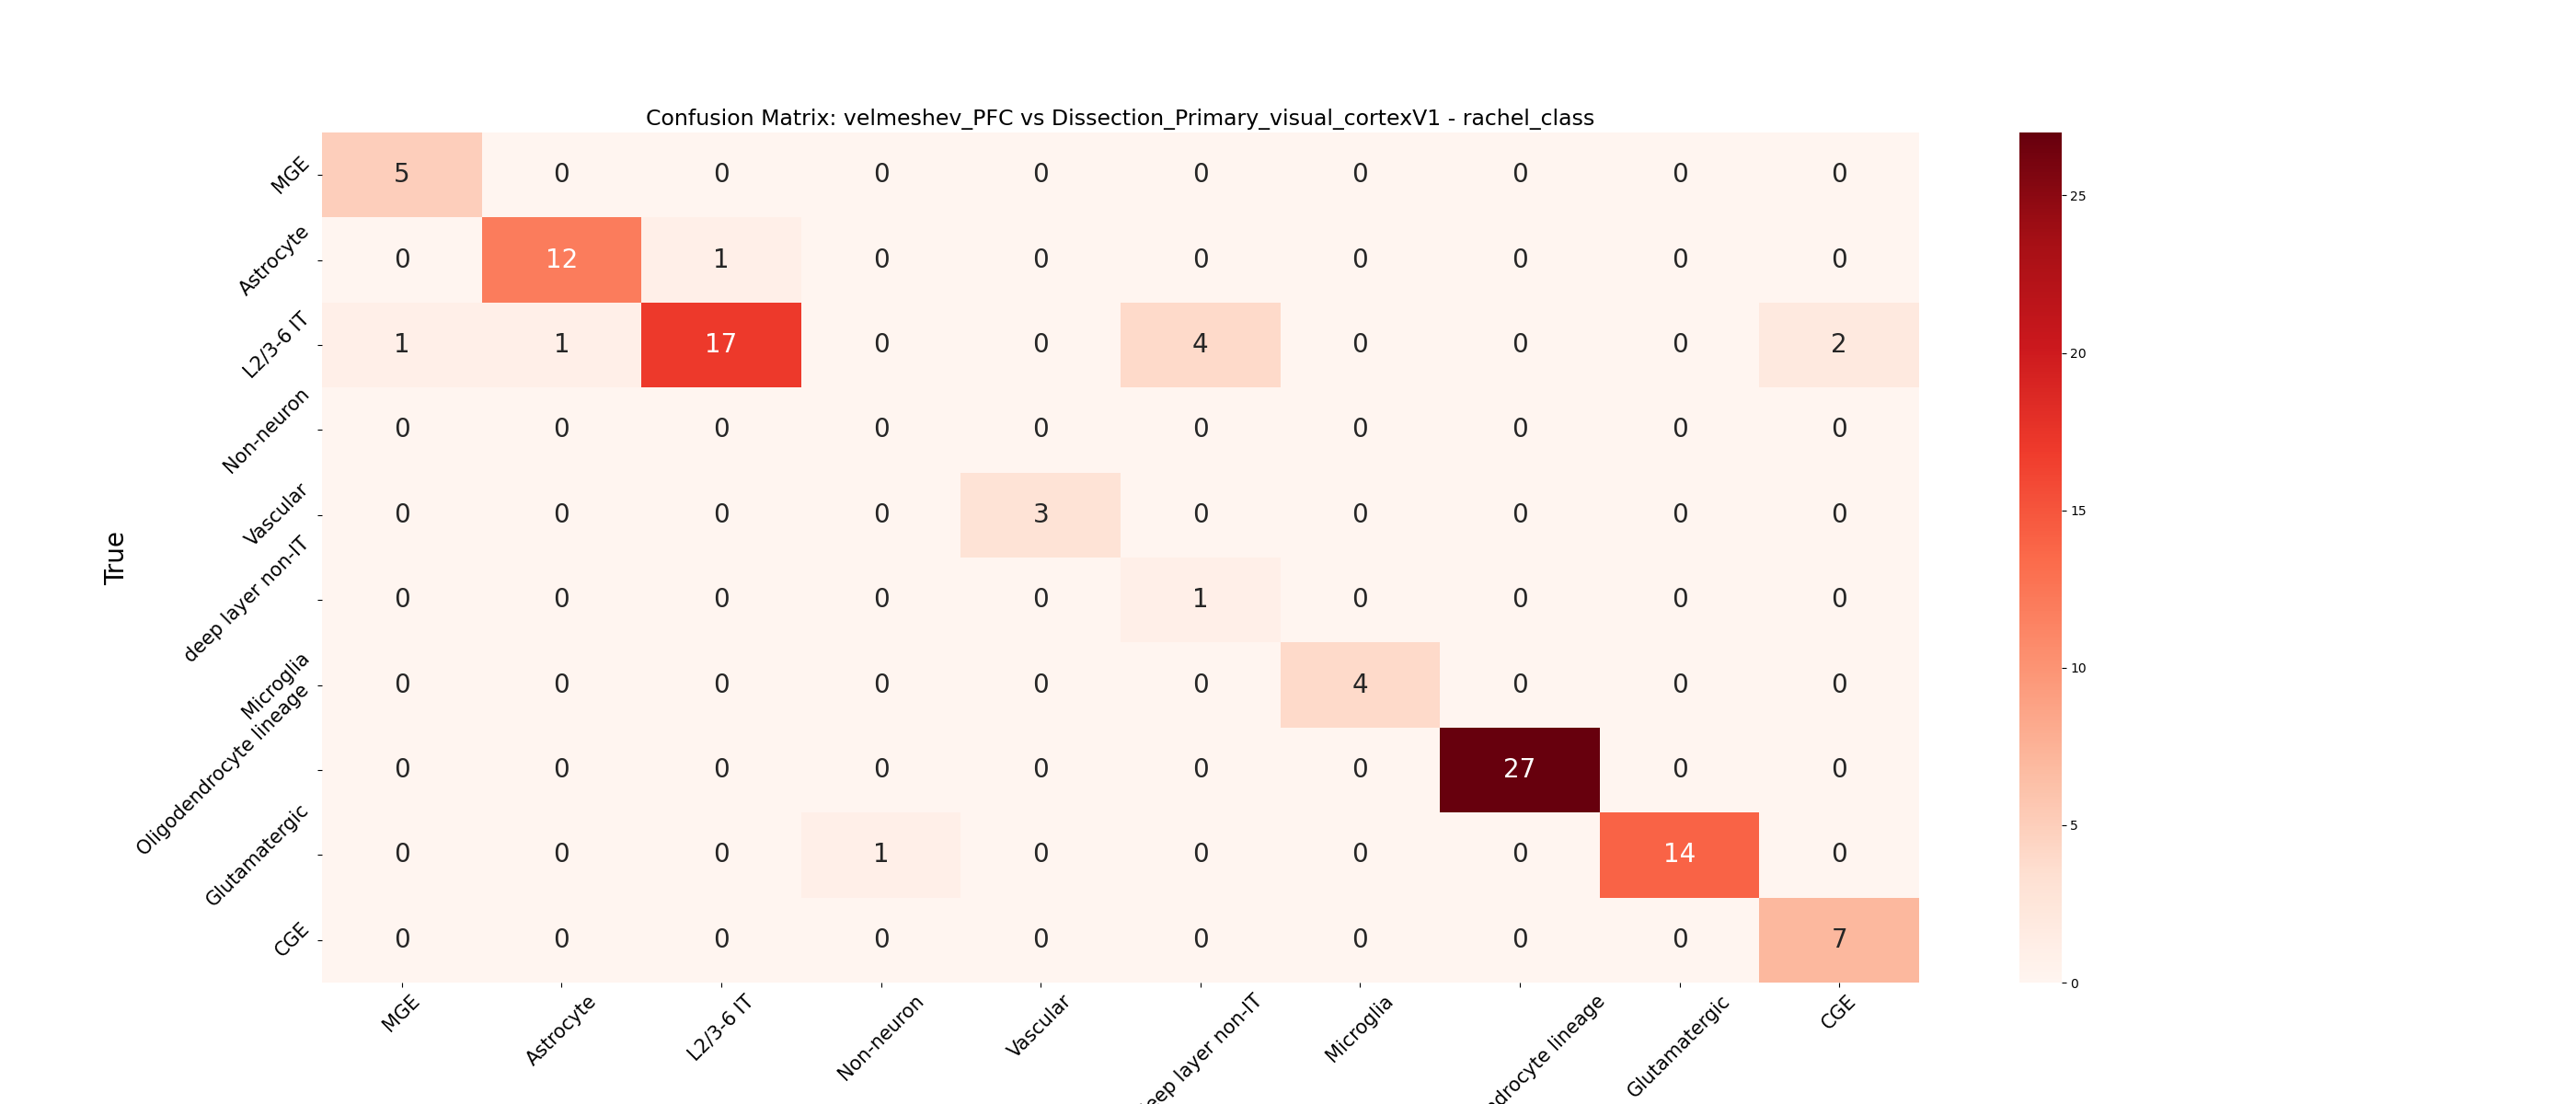 Confusion Matrix: velmeshev_PFC vs Dissection_Primary_visual_cortexV1 - rachel_class
MGE 5 0 0 0 0 0 0 0 0 0
Astrocyte 0 12 1 0 0 0 0 0 0 0
L2/3-6 IT 1 1 17 0 0 4 0 0 0 2
Non-neuron 0 0 0 0 0 0 0 0 0 0
Vascular 0 0 0 0 3 0 0 0 0 0
deep layer non-IT 0 0 0 0 0 1 0 0 0 0
Microglia 0 0 0 0 0 0 4 0 0 0
Oligodendrocyte lineage 0 0 0 0 0 0 0 27 0 0
Glutamatergic 0 0 0 1 0 0 0 0 14 0
CGE 0 0 0 0 0 0 0 0 0 7
True
MGE Astrocyte L2/3-6 IT Non-neuron Vascular layer non-IT Microglia lineage Glutamatergic CGE
25
20
15
10
5
0